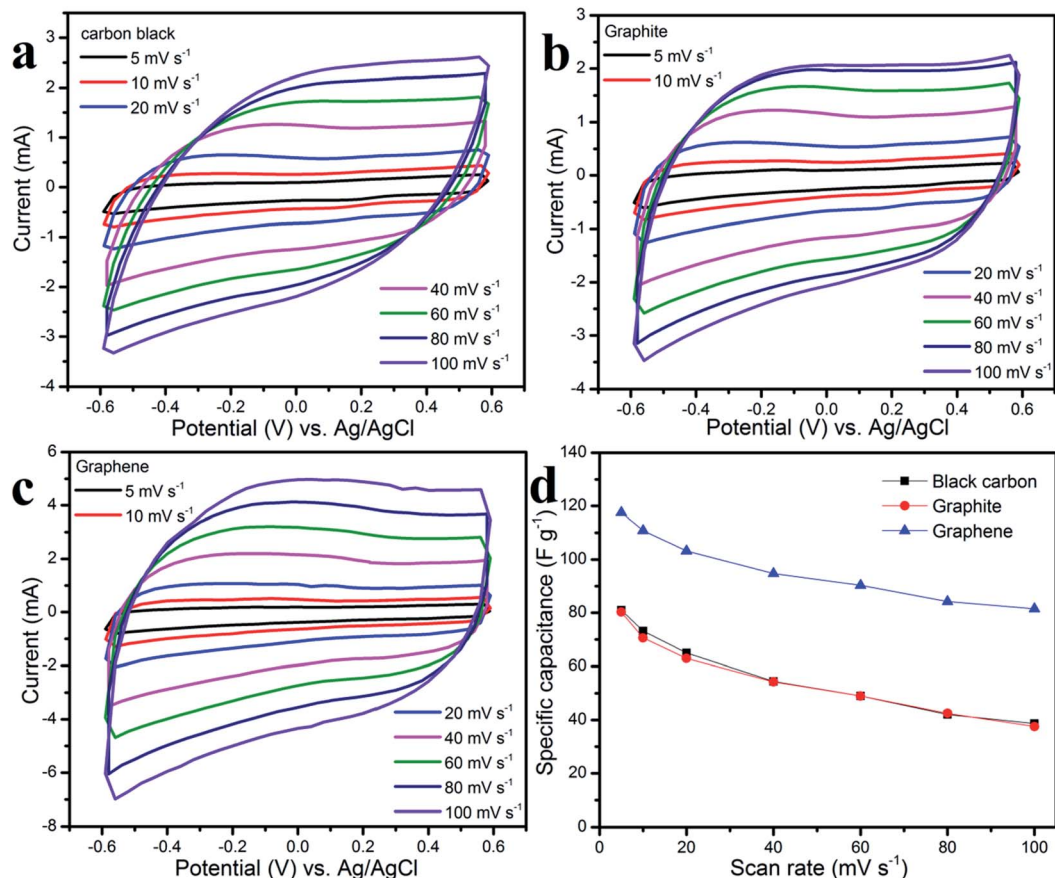 a
carbon black
5 mV s⁻¹
10 mV s⁻¹
20 mV s⁻¹
40 mV s⁻¹
60 mV s⁻¹
80 mV s⁻¹
100 mV s⁻¹
3
2
1
0
-1
-2
-3
-4
Current (mA)
-0.6 -0.4 -0.2 0.0 0.2 0.4 0.6
Potential (V) vs. Ag/AgCl
b
Graphite
5 mV s⁻¹
10 mV s⁻¹
20 mV s⁻¹
40 mV s⁻¹
60 mV s⁻¹
80 mV s⁻¹
100 mV s⁻¹
3
2
1
0
-1
-2
-3
4
Current (mA)
-0.6 -0.4 -0.2 0.0 0.2 0.4 0.6
Potential (V) vs. Ag/AgCl
c
Graphene
5 mV s⁻¹
10 mV s⁻¹
20 mV s⁻¹
40 mV s⁻¹
60 mV s⁻¹
80 mV s⁻¹
100 mV s⁻¹
6
4
2
0
-2
-4
-6
-8
Current (mA)
-0.6 -0.4 -0.2 0.0 0.2 0.4 0.6
Potential (V) vs. Ag/AgCl
d
Black carbon
Graphite
Graphene
140
120
100
80
60
40
20
0
Specific capacitance (F g⁻¹)
0 20 40 60 80 100
Scan rate (mV s⁻¹)